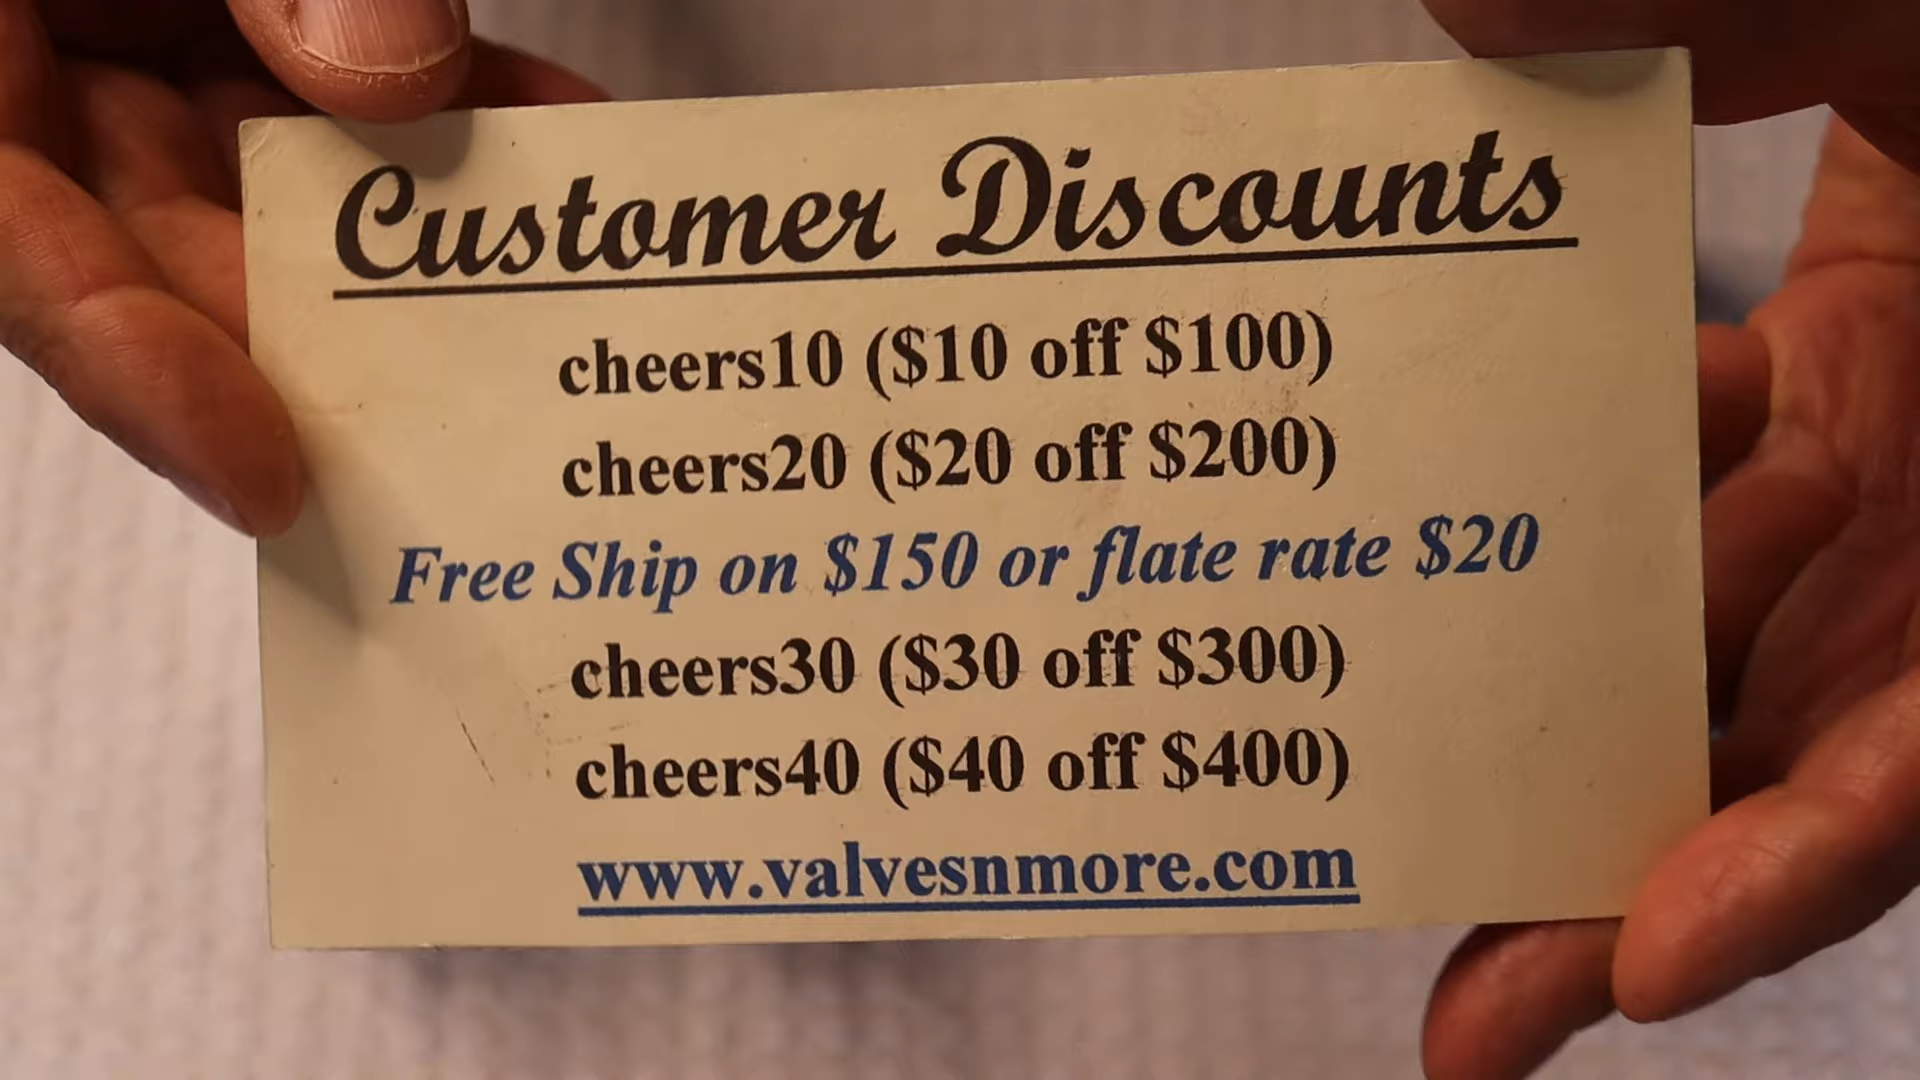 Customer Discounts
cheers10 ($10 off $100)
cheers20 ($20 off $200)
Free Ship on $150 or flate rate $20
cheers30 ($30 off $300)
cheers40 ($40 off $400)
www.valvesnmore.com